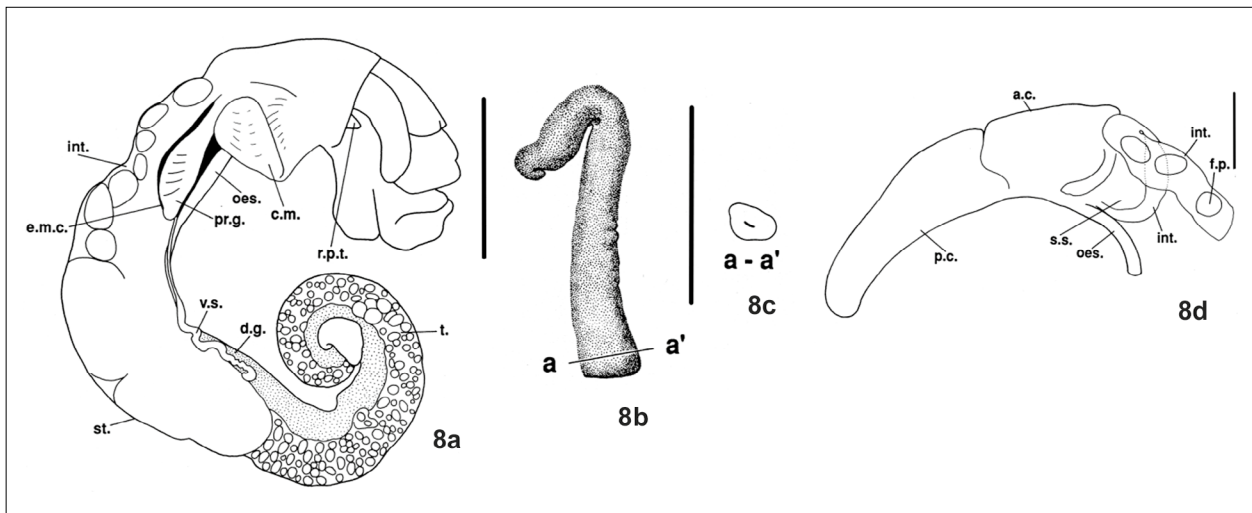 int.
e.m.c.
pr.g.
oes.
c.m.
r.p.t.
v.s.
d.g.
t.
st.
8a
a
a'
8b
a - a'
8c
a.c.
int.
f.p.
s.s.
oes.
int.
p.c.
8d